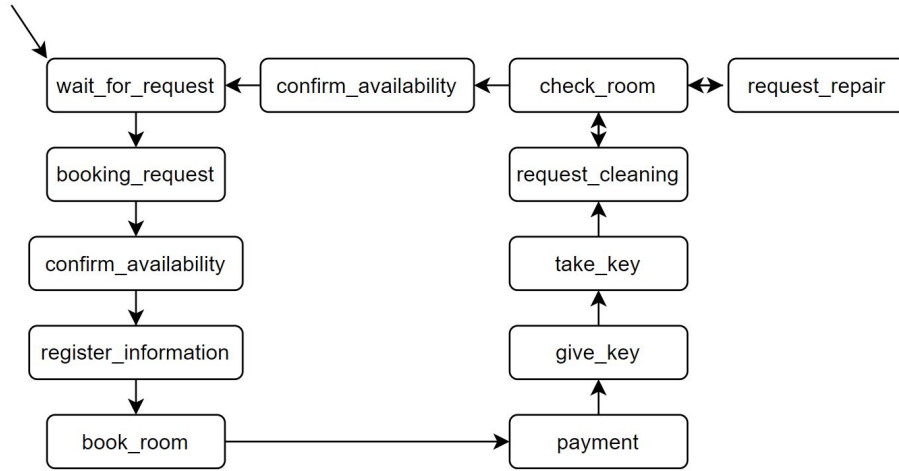 wait_for_request
confirm_availability
check_room
request_repair
booking_request
request_cleaning
confirm_availability
take_key
register_information
give_key
book_room
payment